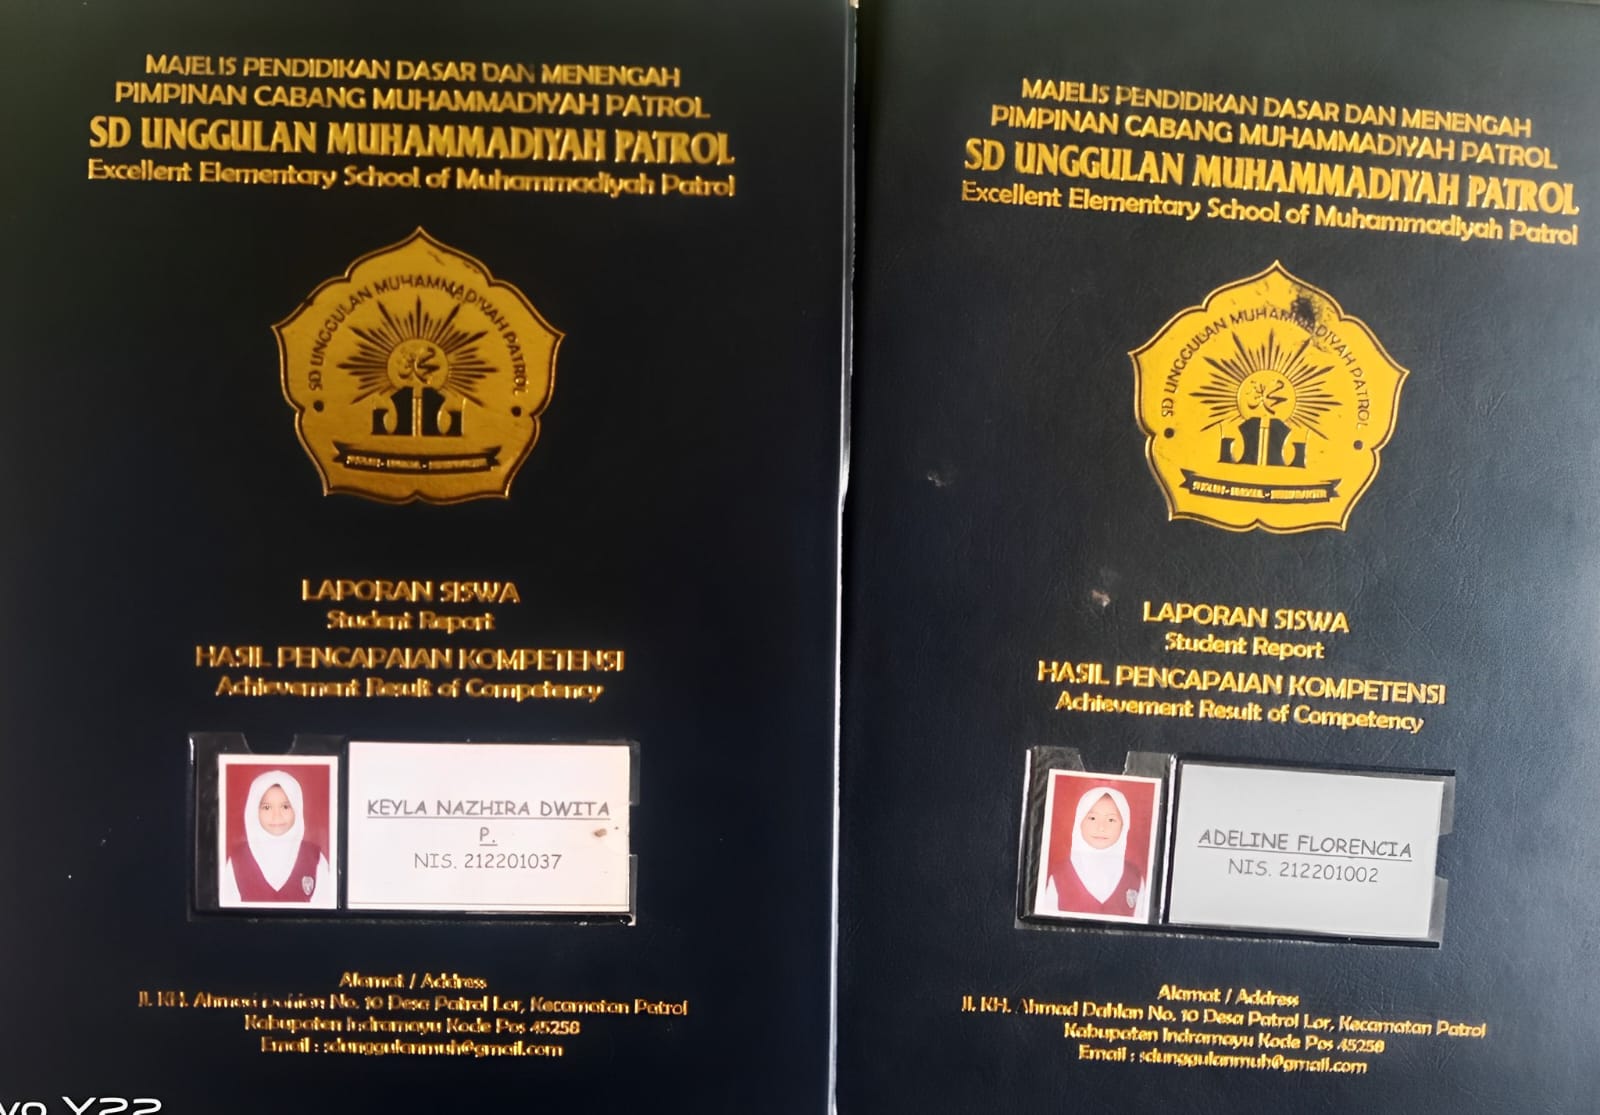 MAJELIS PENDIDIKAN DASAR DAN MENENGAH
PIMPINAN CABANG MUHAMMADIYAH PATROL
SD UNGGULAN MUHAMMADIYAH PATROL
Excellent Elementary School of Muhammadiyah Patrol
SD UNGGULAN MUHAMMADIYAH PATROL
LAPORAN SISWA
Student Report
HASIL PENCAPAIAN KOMPETENSI
Achievement Result of Competency
KEYLA NAZHIRA DWITA
P.
NIS. 212201037
Alamat / Address
Jl. KH. Ahmad Dahlan No. 10 Desa Patrol Lor, Kecamatan Patrol
Kabupaten Indramayu Kode Pos 45258
Email : sdunggulanmuh@gmail.com
MAJELIS PENDIDIKAN DASAR DAN MENENGAH
PIMPINAN CABANG MUHAMMADIYAH PATROL
SD UNGGULAN MUHAMMADIYAH PATROL
Excellent Elementary School of Muhammadiyah Patrol
SD UNGGULAN MUHAMMADIYAH PATROL
LAPORAN SISWA
Student Report
HASIL PENCAPAIAN KOMPETENSI
Achievement Result of Competency
ADELINE FLORENCIA
NIS. 212201002
Alamat / Address
Jl. KH. Ahmad Dahlan No. 10 Desa Patrol Lor, Kecamatan Patrol
Kabupaten Indramayu Kode Pos 45258
Email : sdunggulanmuh@gmail.com
vo Y22